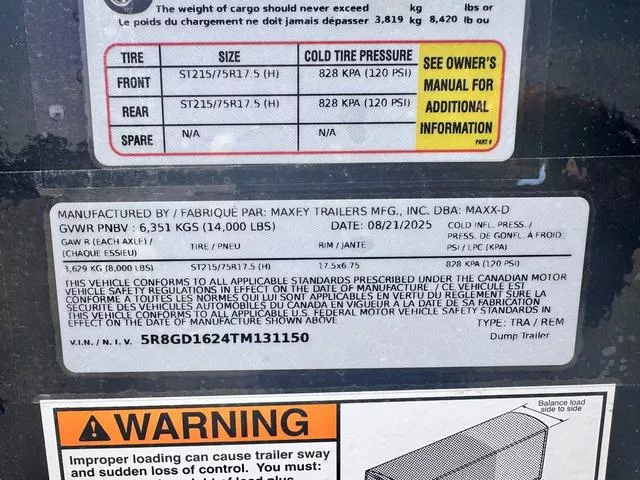 The weight of cargo should never exceed kg lbs or
Le poids du chargement ne doit jamais dépasser 3,819 kg 8,420 lb ou
TIRE SIZE COLD TIRE PRESSURE SEE OWNER'S
MANUAL FOR
ADDITIONAL
INFORMATION
PART #
FRONT ST215/75R17.5 (H) 828 KPA (120 PSI)
REAR ST215/75R17.5 (H) 828 KPA (120 PSI)
SPARE N/A N/A
MANUFACTURED BY / FABRIQUÉ PAR: MAXEY TRAILERS MFG., INC. DBA: MAXX-D
GVWR PNBV : 6,351 KGS (14,000 LBS) DATE: 08/21/2025 COLD INFL. PRESS. /
PRESS. DE GONFL. À FROID
GAW R (EACH AXLE) / TIRE / PNEU RIM / JANTE PSI / LPC (KPA)
(CHAQUE ESSIEU)
3,629 KG (8,000 LBS) ST215/75R17.5 (H) 17.5x6.75 828 KPA (120 PSI)
THIS VEHICLE CONFORMS TO ALL APPLICABLE STANDARDS PRESCRIBED UNDER THE CANADIAN MOTOR
VEHICLE SAFETY REGULATIONS IN EFFECT ON THE DATE OF MANUFACTURE. / CE VEHICULE EST
CONFORME A TOUTES LES NORMES QUI LUI SONT APPLICABLES EN VERTU DU REGLEMENT SUR LA
SECURITE DES VEHICULES AUTOMOBILES DU CANADA EN VIGUEUR A LA DATE DE SA FABRICATION
THIS VEHICLE CONFORMS TO ALL APPLICABLE U.S. FEDERAL MOTOR VEHICLE SAFETY STANDARDS IN
EFFECT ON THE DATE OF MANUFACTURE SHOWN ABOVE
TYPE: TRA / REM
V.I.N. / N. I. V. 5R8GD1624TM131150 Dump Trailer
WARNING
Balance load
side to side
Improper loading can cause trailer sway
and sudden loss of control. You must: